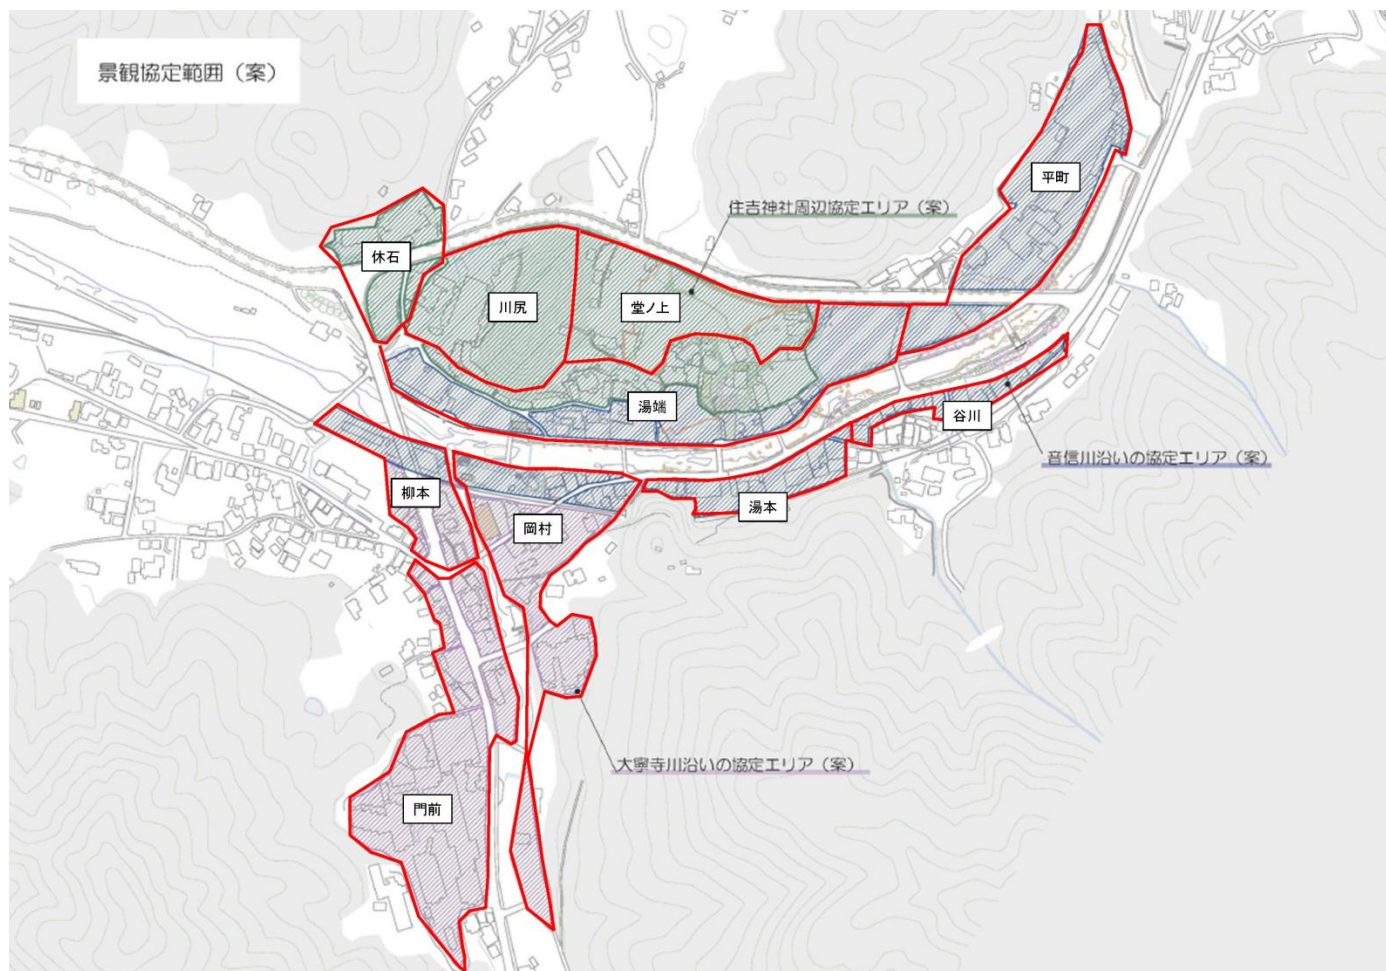 景観協定範囲（案）
平町
住吉神社周辺協定エリア（案）
休石
川尻
堂ノ上
湯端
谷川
音信川沿いの協定エリア（案）
柳本
湯本
岡村
大寧寺川沿いの協定エリア（案）
門前